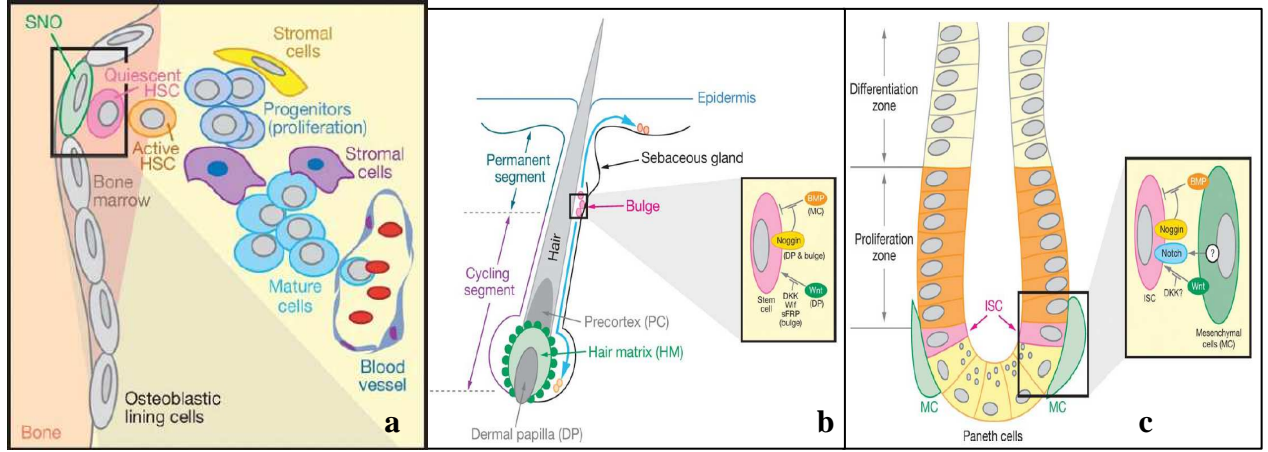 SNO
Stromal
cells
Quiescent
HSC
Progenitors
(proliferation)
Active
HSC
Stromal
cells
Bone
marrow
Mature
cells
Blood
vessel
Osteoblastic
lining cells
Bone
a
Epidermis
Permanent
segment
Sebaceous gland
Bulge
Hair
Cycling
segment
Precortex (PC)
Hair matrix (HM)
Dermal papilla (DP)
BMP
(MC)
Noggin
(DP & bulge)
Stem
cell
DKK
Wif
sFRP
(bulge)
Wnt
(DP)
b
Differentiation
zone
Proliferation
zone
ISC
MC
MC
Paneth cells
BMP
Noggin
Notch
?
ISC
DKK?
Wnt
Mesenchymal
cells (MC)
c